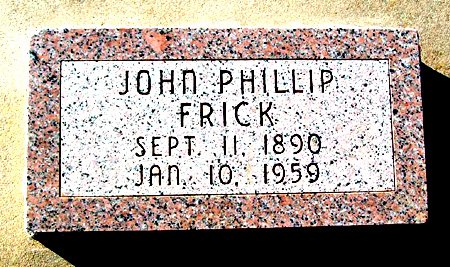 JOHN PHILLIP
FRICK
SEPT. 11, 1890
JAN. 10, 1959